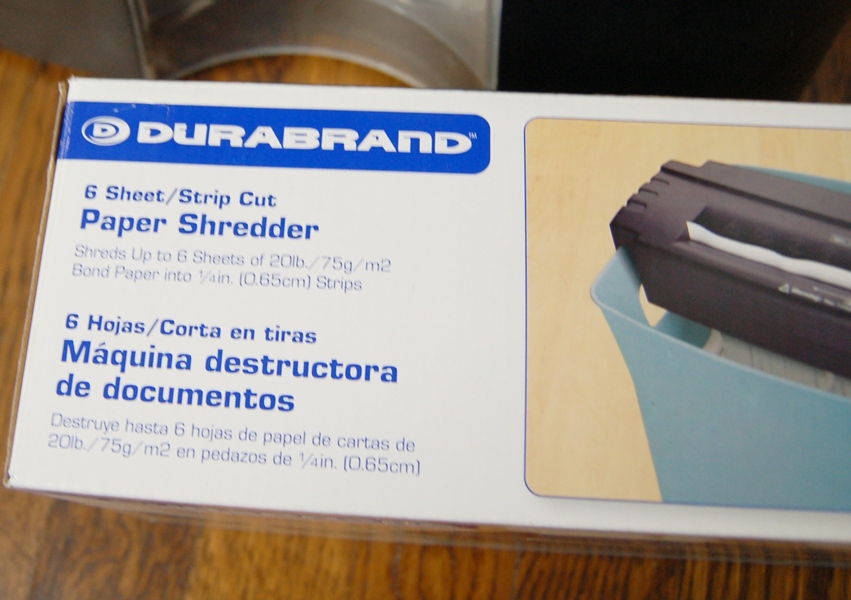 D DURABRAND™
6 Sheet/Strip Cut
Paper Shredder
Shreds Up to 6 Sheets of 20lb./75g/m2
Bond Paper into ¼in. (0.65cm) Strips
6 Hojas/Corta en tiras
Máquina destructora
de documentos
Destruye hasta 6 hojas de papel de cartas de
20lb./75g/m2 en pedazos de ¼in. (0.65cm)